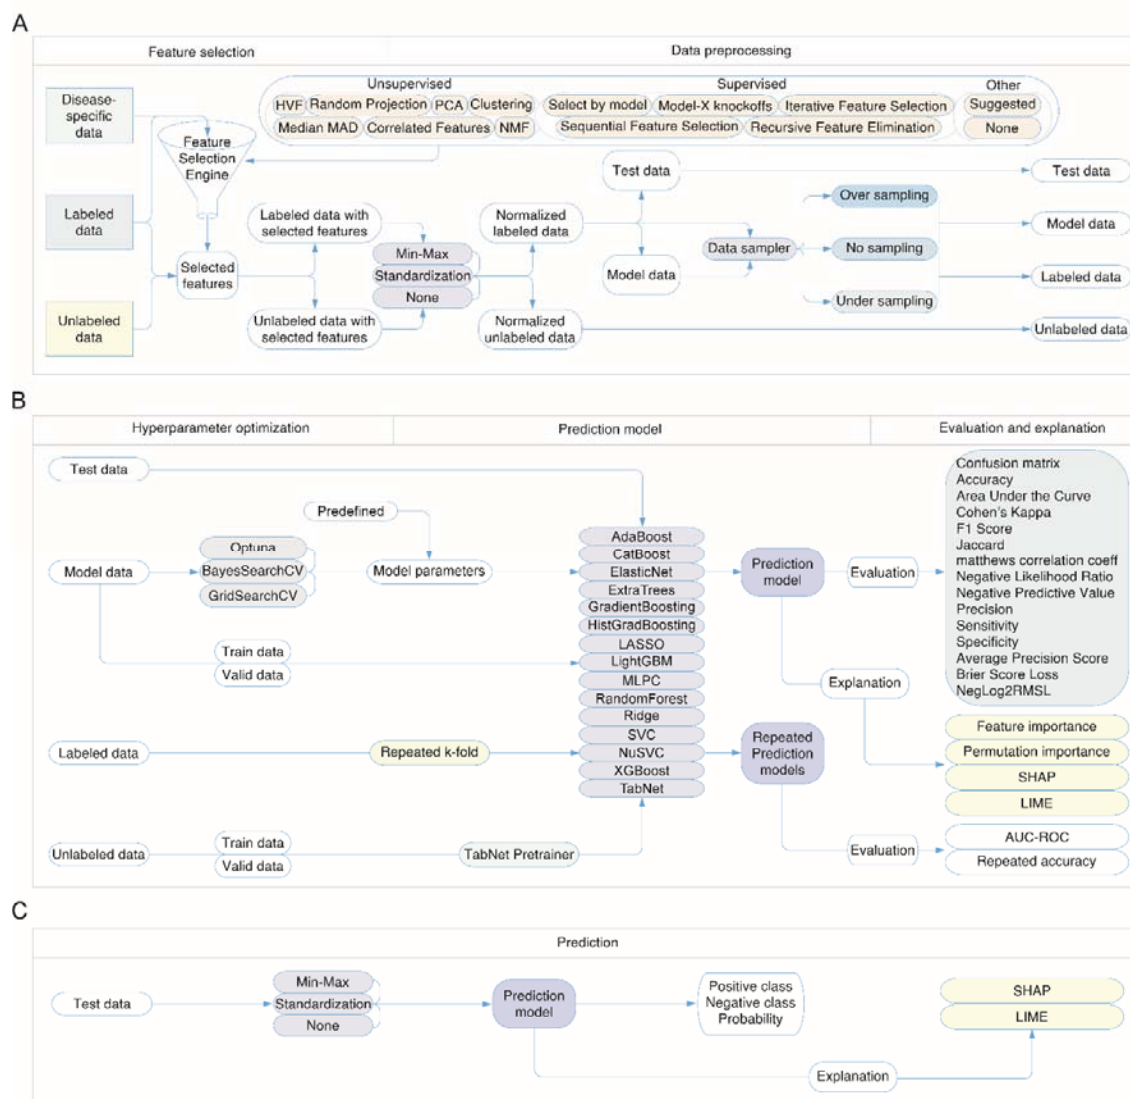 A
Feature selection
Data preprocessing
Unsupervised
Supervised
Other
HVF
Random Projection
PCA
Clustering
Select by model
Model-X knockoffs
Iterative Feature Selection
Suggested
Median MAD
Correlated Features
NMF
Sequential Feature Selection
Recursive Feature Elimination
None
Disease-
specific
data
Feature
Selection
Engine
Labeled
data
Selected
features
Unlabeled
data
Labeled data with
selected features
Unlabeled data with
selected features
Min-Max
Standardization
None
Normalized
labeled data
Normalized
unlabeled data
Test data
Model data
Data sampler
Over sampling
No sampling
Under sampling
Test data
Model data
Labeled data
Unlabeled data
B
Hyperparameter optimization
Prediction model
Evaluation and explanation
Test data
Predefined
Model data
Optuna
BayesSearchCV
GridSearchCV
Model parameters
Train data
Valid data
Labeled data
Repeated k-fold
Unlabeled data
Train data
Valid data
TabNet Pretrainer
AdaBoost
CatBoost
ElasticNet
ExtraTrees
GradientBoosting
HistGradBoosting
LASSO
LightGBM
MLPC
RandomForest
Ridge
SVC
NuSVC
XGBoost
TabNet
Prediction
model
Repeated
Prediction
models
Evaluation
Explanation
Evaluation
Confusion matrix
Accuracy
Area Under the Curve
Cohen's Kappa
F1 Score
Jaccard
matthews correlation coeff
Negative Likelihood Ratio
Negative Predictive Value
Precision
Sensitivity
Specificity
Average Precision Score
Brier Score Loss
NegLog2RMSL
Feature importance
Permutation importance
SHAP
LIME
AUC-ROC
Repeated accuracy
C
Prediction
Test data
Min-Max
Standardization
None
Prediction
model
Positive class
Negative class
Probability
Explanation
SHAP
LIME